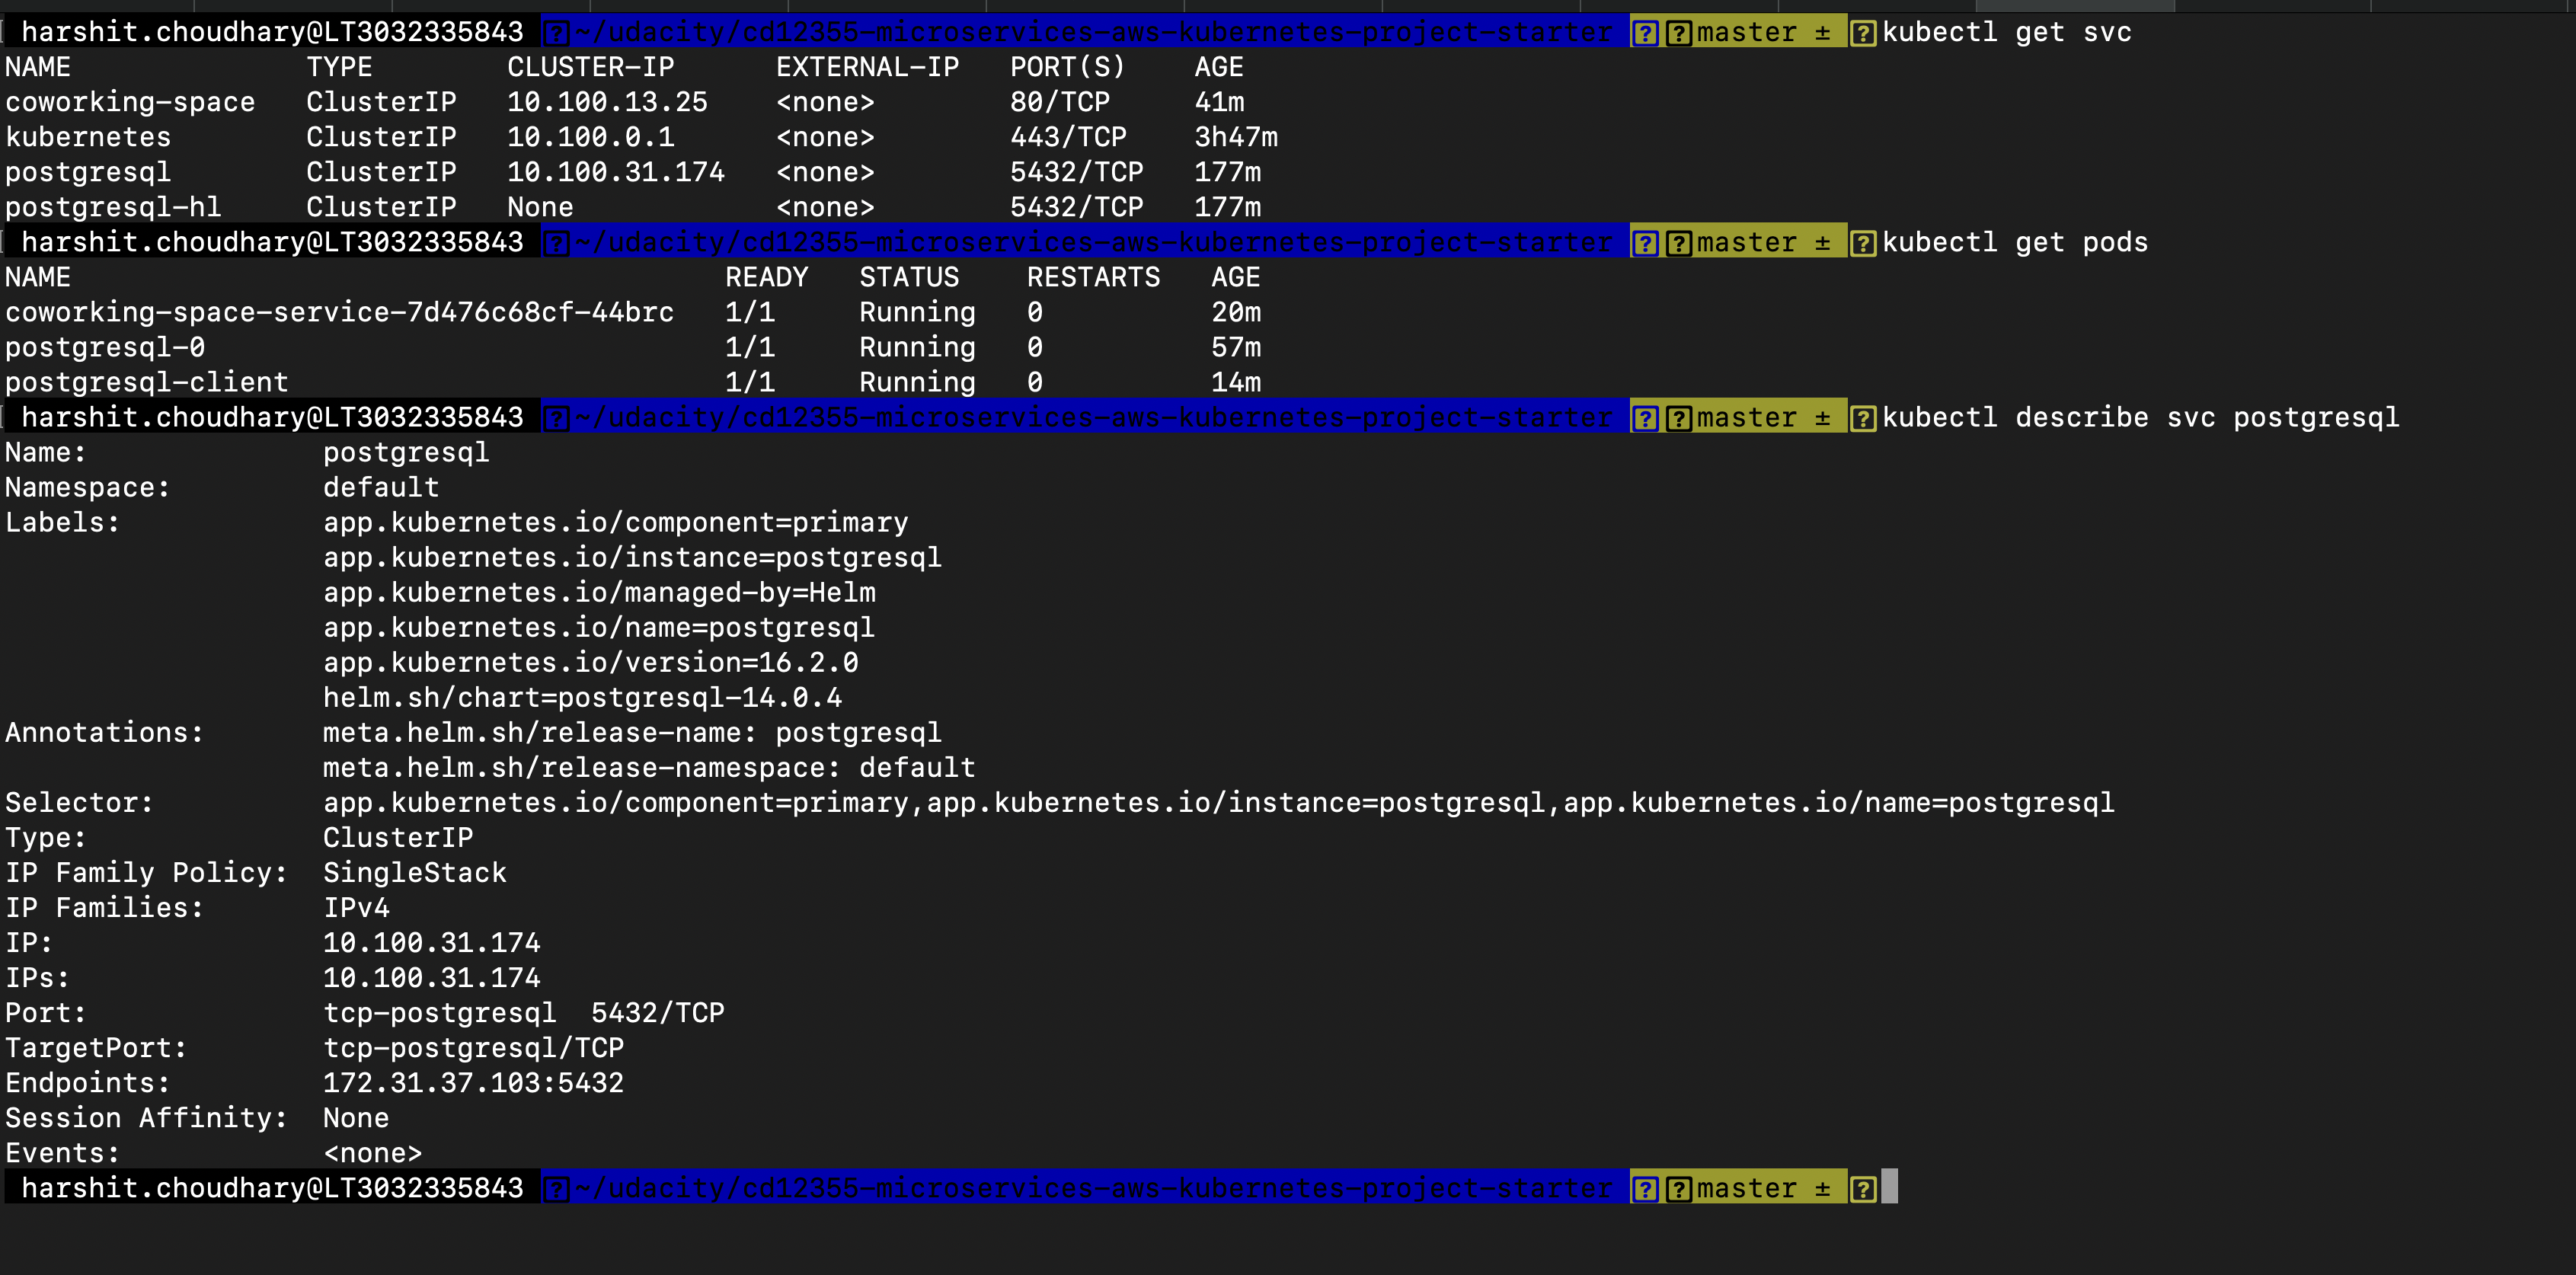 harshit.choudhary@LT3032335843 ~/udacity/cd12355-microservices-aws-kubernetes-project-starter master ± kubectl get svc
NAME TYPE CLUSTER-IP EXTERNAL-IP PORT(S) AGE
coworking-space ClusterIP 10.100.13.25 <none> 80/TCP 41m
kubernetes ClusterIP 10.100.0.1 <none> 443/TCP 3h47m
postgresql ClusterIP 10.100.31.174 <none> 5432/TCP 177m
postgresql-hl ClusterIP None <none> 5432/TCP 177m
harshit.choudhary@LT3032335843 ~/udacity/cd12355-microservices-aws-kubernetes-project-starter master ± kubectl get pods
NAME READY STATUS RESTARTS AGE
coworking-space-service-7d476c68cf-44brc 1/1 Running 0 20m
postgresql-0 1/1 Running 0 57m
postgresql-client 1/1 Running 0 14m
harshit.choudhary@LT3032335843 ~/udacity/cd12355-microservices-aws-kubernetes-project-starter master ± kubectl describe svc postgresql
Name: postgresql
Namespace: default
Labels: app.kubernetes.io/component=primary
app.kubernetes.io/instance=postgresql
app.kubernetes.io/managed-by=Helm
app.kubernetes.io/name=postgresql
app.kubernetes.io/version=16.2.0
helm.sh/chart=postgresql-14.0.4
Annotations: meta.helm.sh/release-name: postgresql
meta.helm.sh/release-namespace: default
Selector: app.kubernetes.io/component=primary,app.kubernetes.io/instance=postgresql,app.kubernetes.io/name=postgresql
Type: ClusterIP
IP Family Policy: SingleStack
IP Families: IPv4
IP: 10.100.31.174
IPs: 10.100.31.174
Port: tcp-postgresql 5432/TCP
TargetPort: tcp-postgresql/TCP
Endpoints: 172.31.37.103:5432
Session Affinity: None
Events: <none>
harshit.choudhary@LT3032335843 ~/udacity/cd12355-microservices-aws-kubernetes-project-starter master ±